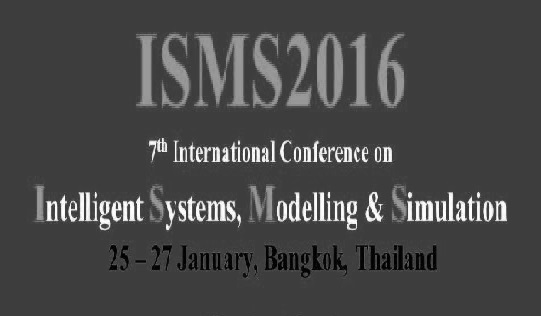 ISMS2016
7th International Conference on
Intelligent Systems, Modelling & Simulation
25 – 27 January, Bangkok, Thailand